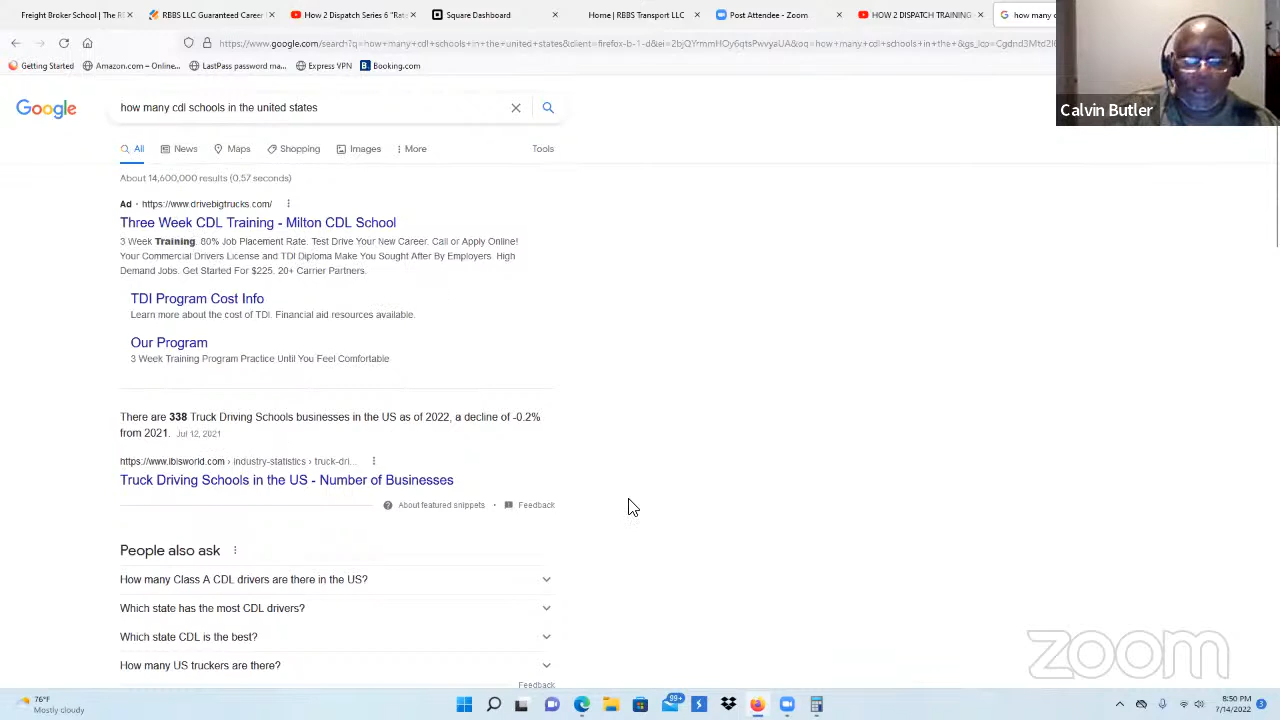 Freight Broker | The R
RBBS LLC
How 2 Dispatch Series 6 "Rate
Square Dashboard
Home | RBBS Transport LLC
Post Attendee - Zoom
HOW 2 DISPATCH TRAINING
how many c
https://www.google.com/search?
Getting Started
Amazon.com – Online...
LastPass password ma...
Express VPN
B. Booking.com
Calvin Butler
Google
how many cdl schools in the united states
All
News
Maps
Shopping
Images
More
Tools
About 14,600,000 results (0.57 seconds)
Ad · https://www.drivebigtrucks.com/
Three Week CDL Training - Milton CDL School
3 Week Training. 80% Job Placement Rate. Test Drive Your New Career. Call or Apply Online!
Your Commercial Drivers License and TDI Diploma Make You Sought After By Employers. High
Demand Jobs. Get Started For $225. 20+ Carrier Partners.
TDI Program Cost Info
Learn more about the cost of TDI. Financial aid resources available.
Our Program
3 Week Training Program Practice Until You Feel Comfortable
There are 338 Truck Driving Schools businesses in the US as of 2022, a decline of -0.2%
from 2021. Jul 12, 2021
https://www.ibisworld.com › industry-statistics › truck-dri...
Truck Driving Schools in the US - Number of Businesses
About featured snippets · Feedback
People also ask
How many Class A CDL drivers are there in the US?
Which state has the most CDL drivers?
Which state CDL is the best?
How many US truckers are there?
Feedback
zoom
76°F
Mostly cloudy
99+
8:50 PM
7/14/2022
3